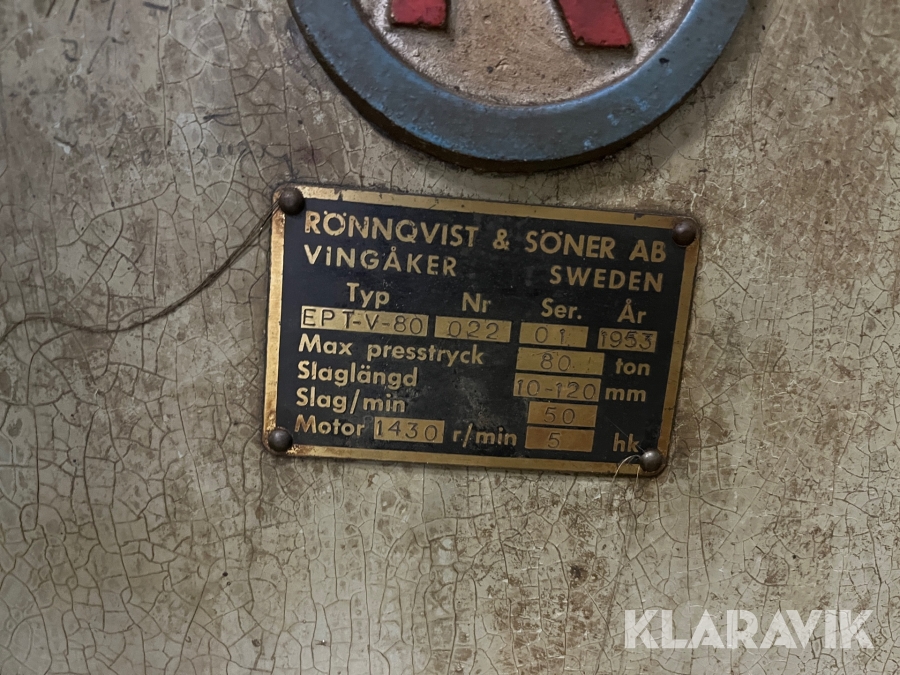 RÖNNQVIST & SÖNER AB
VINGÅKER SWEDEN
Typ Nr Ser. År
EPT-V-80 022 01 1953
Max presstryck 80 ton
Slaglängd 10-120 mm
Slag/min 50
Motor 1430 r/min 5 hk
KLARAVIK